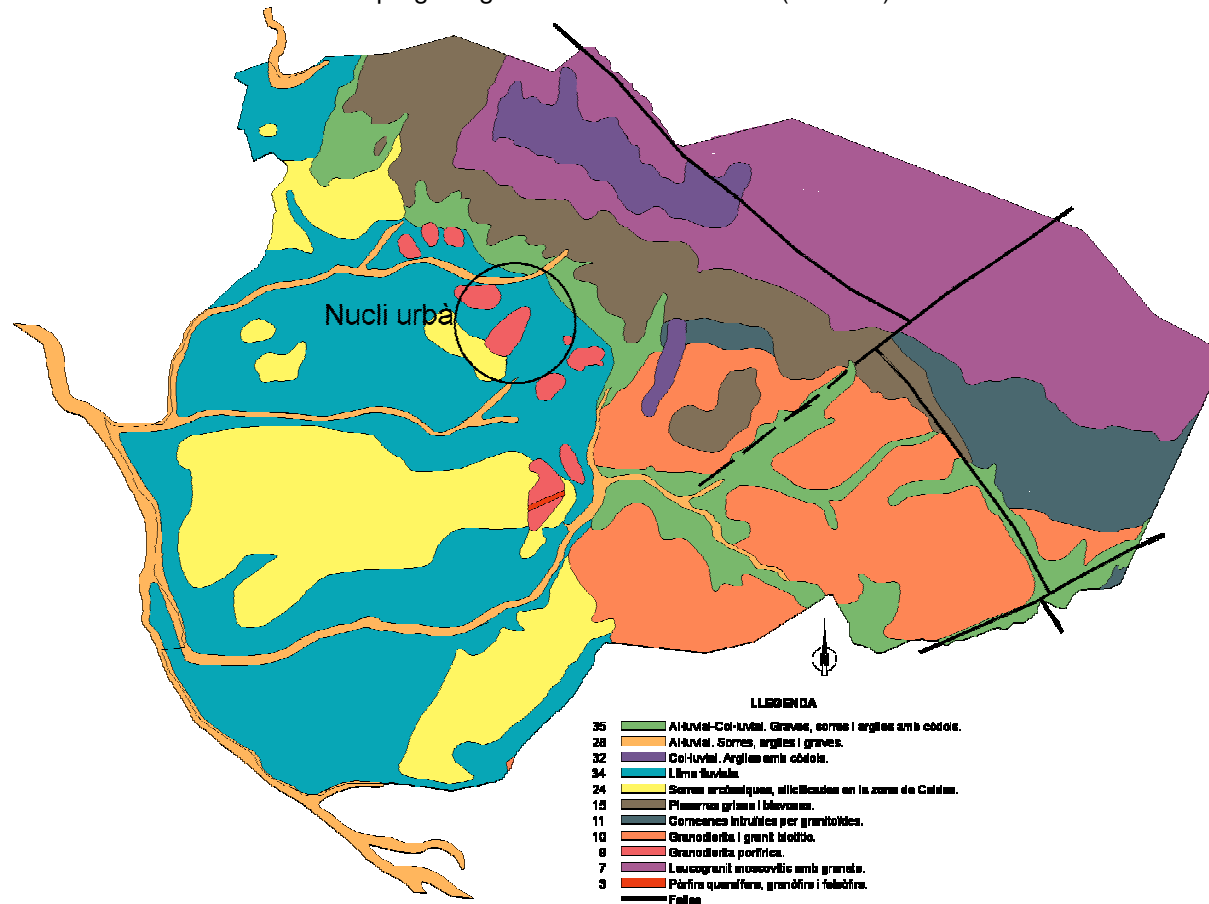 Nucli urbà
LLEGENDA
35 Al·luvial-Col·luvial. Graves, sorres i argiles amb còdols.
28 Al·luvial. Sorres, argiles i graves.
32 Col·luvial. Argiles amb còdols.
34 Llims fluvials.
24 Sorres arcòsiques, silicificades en la zona de Caldes.
15 Pissarres grises i blavoses.
11 Corneanes intruïdes per granitoides.
10 Granodiorita i granit biotític.
Granodiorita porfírica.
7 Leucogranit moscovític amb granats.
3 Pòrfirs quarsífers, granòfirs i felsòfirs.
Falles